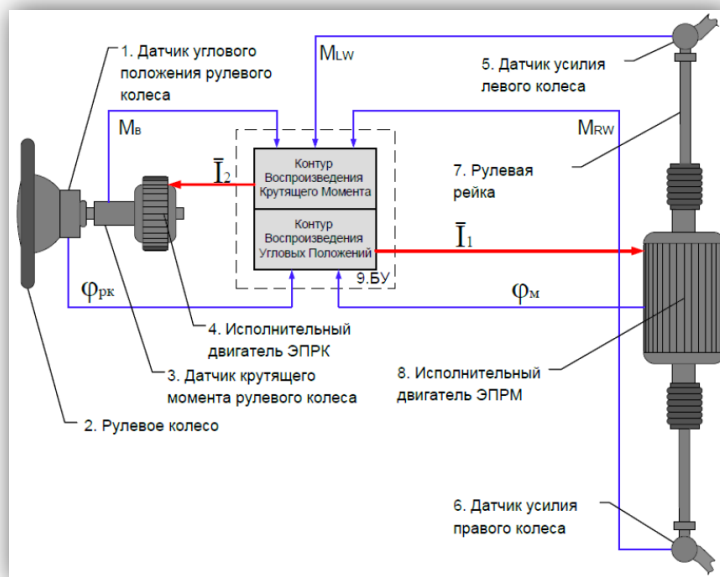 1. Датчик углового
положения рулевого
колеса
MLW
5. Датчик усилия
левого колеса
MB
MRW
Контур
Воспроизведения
Крутящего Момента
7. Рулевая
рейка
I2
Контур
Воспроизведения
Угловых Положений
I1
9.БУ
φрк
φм
4. Исполнительный
двигатель ЭПРК
3. Датчик крутящего
момента рулевого колеса
8. Исполнительный
двигатель ЭПРМ
2. Рулевое колесо
6. Датчик усилия
правого колеса